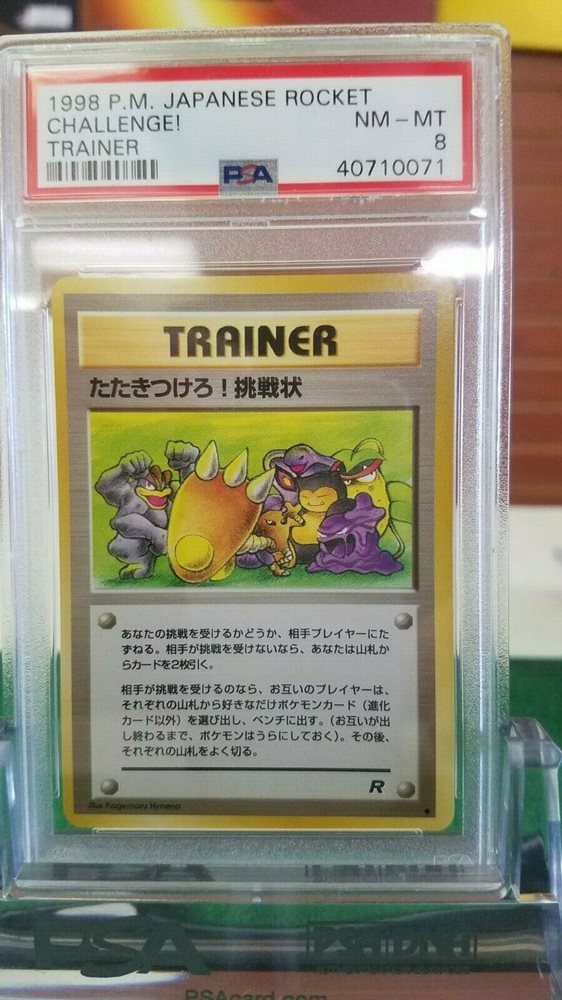 1998 P.M. JAPANESE ROCKET
CHALLENGE! NM-MT
TRAINER 8
PSA 40710071
TRAINER
たたきつけろ！挑戦状
あなたの挑戦を受けるかどうか、相手プレイヤーにた
ずねる。相手が挑戦を受けないなら、あなたは山札か
らカードを2枚引く。
相手が挑戦を受けるのなら、お互いのプレイヤーは、
それぞれの山札から好きなだけポケモンカード（進化
カード以外）を選び出し、ベンチに出す。（お互いが出
し終わるまで、ポケモンはうらにしておく）。その後、
それぞれの山札をよく切る。
R
Illus. Kagemaru Himeno
PSA
PSA
PSAcard.com